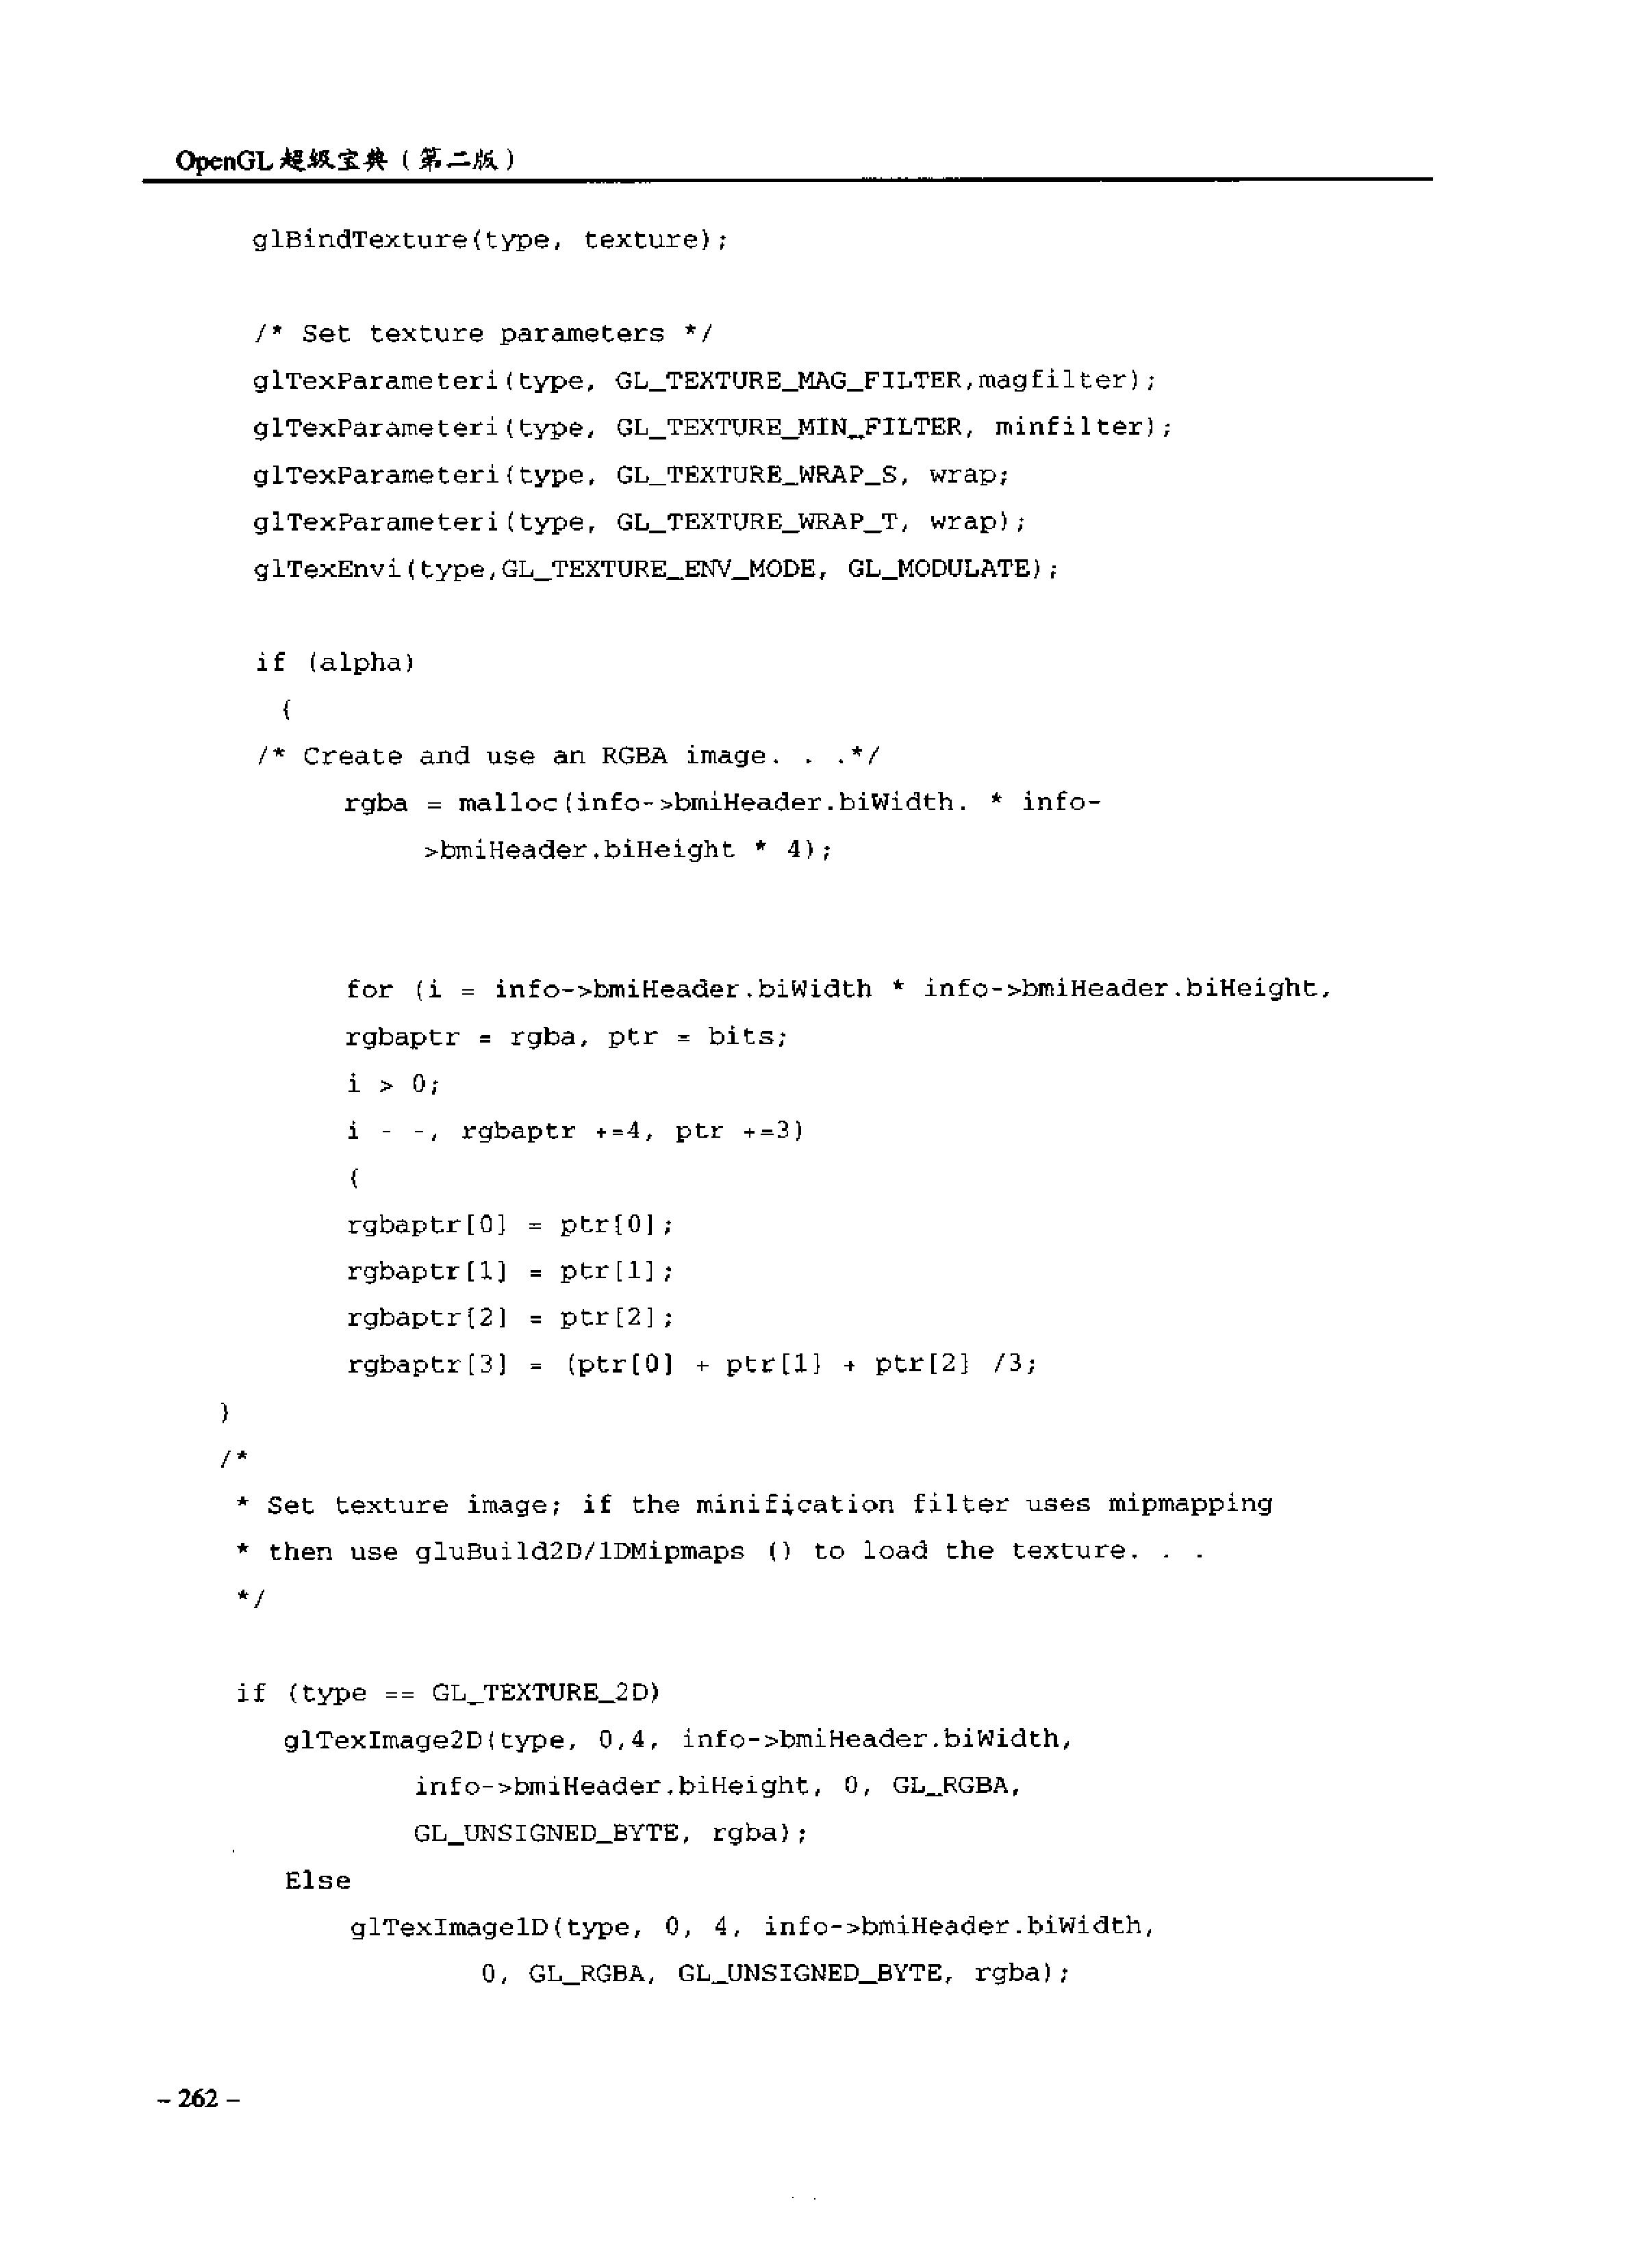 OpenGL 超级宝典（第二版）
glBindTexture(type, texture);
/* Set texture parameters */
glTexParameteri(type, GL_TEXTURE_MAG_FILTER,magfilter);
glTexParameteri(type, GL_TEXTURE_MIN_FILTER, minfilter);
glTexParameteri(type, GL_TEXTURE_WRAP_S, wrap;
glTexParameteri(type, GL_TEXTURE_WRAP_T, wrap);
glTexEnvi(type,GL_TEXTURE_ENV_MODE, GL_MODULATE);
if (alpha)
{
/* Create and use an RGBA image. . .*/
rgba = malloc(info->bmiHeader.biWidth. * info-
>bmiHeader.biHeight * 4);
for (i = info->bmiHeader.biWidth * info->bmiHeader.biHeight,
rgbaptr = rgba, ptr = bits;
i > 0;
i - -, rgbaptr +=4, ptr +=3)
{
rgbaptr[0] = ptr[0];
rgbaptr[1] = ptr[1];
rgbaptr[2] = ptr[2];
rgbaptr[3] = (ptr[0] + ptr[1] + ptr[2] /3;
}
/*
* Set texture image; if the minification filter uses mipmapping
* then use gluBuild2D/1DMipmaps () to load the texture. . .
*/
if (type == GL_TEXTURE_2D)
glTexImage2D(type, 0,4, info->bmiHeader.biWidth,
info->bmiHeader.biHeight, 0, GL_RGBA,
GL_UNSIGNED_BYTE, rgba);
Else
glTexImage1D(type, 0, 4, info->bmiHeader.biWidth,
0, GL_RGBA, GL_UNSIGNED_BYTE, rgba);
- 262 -